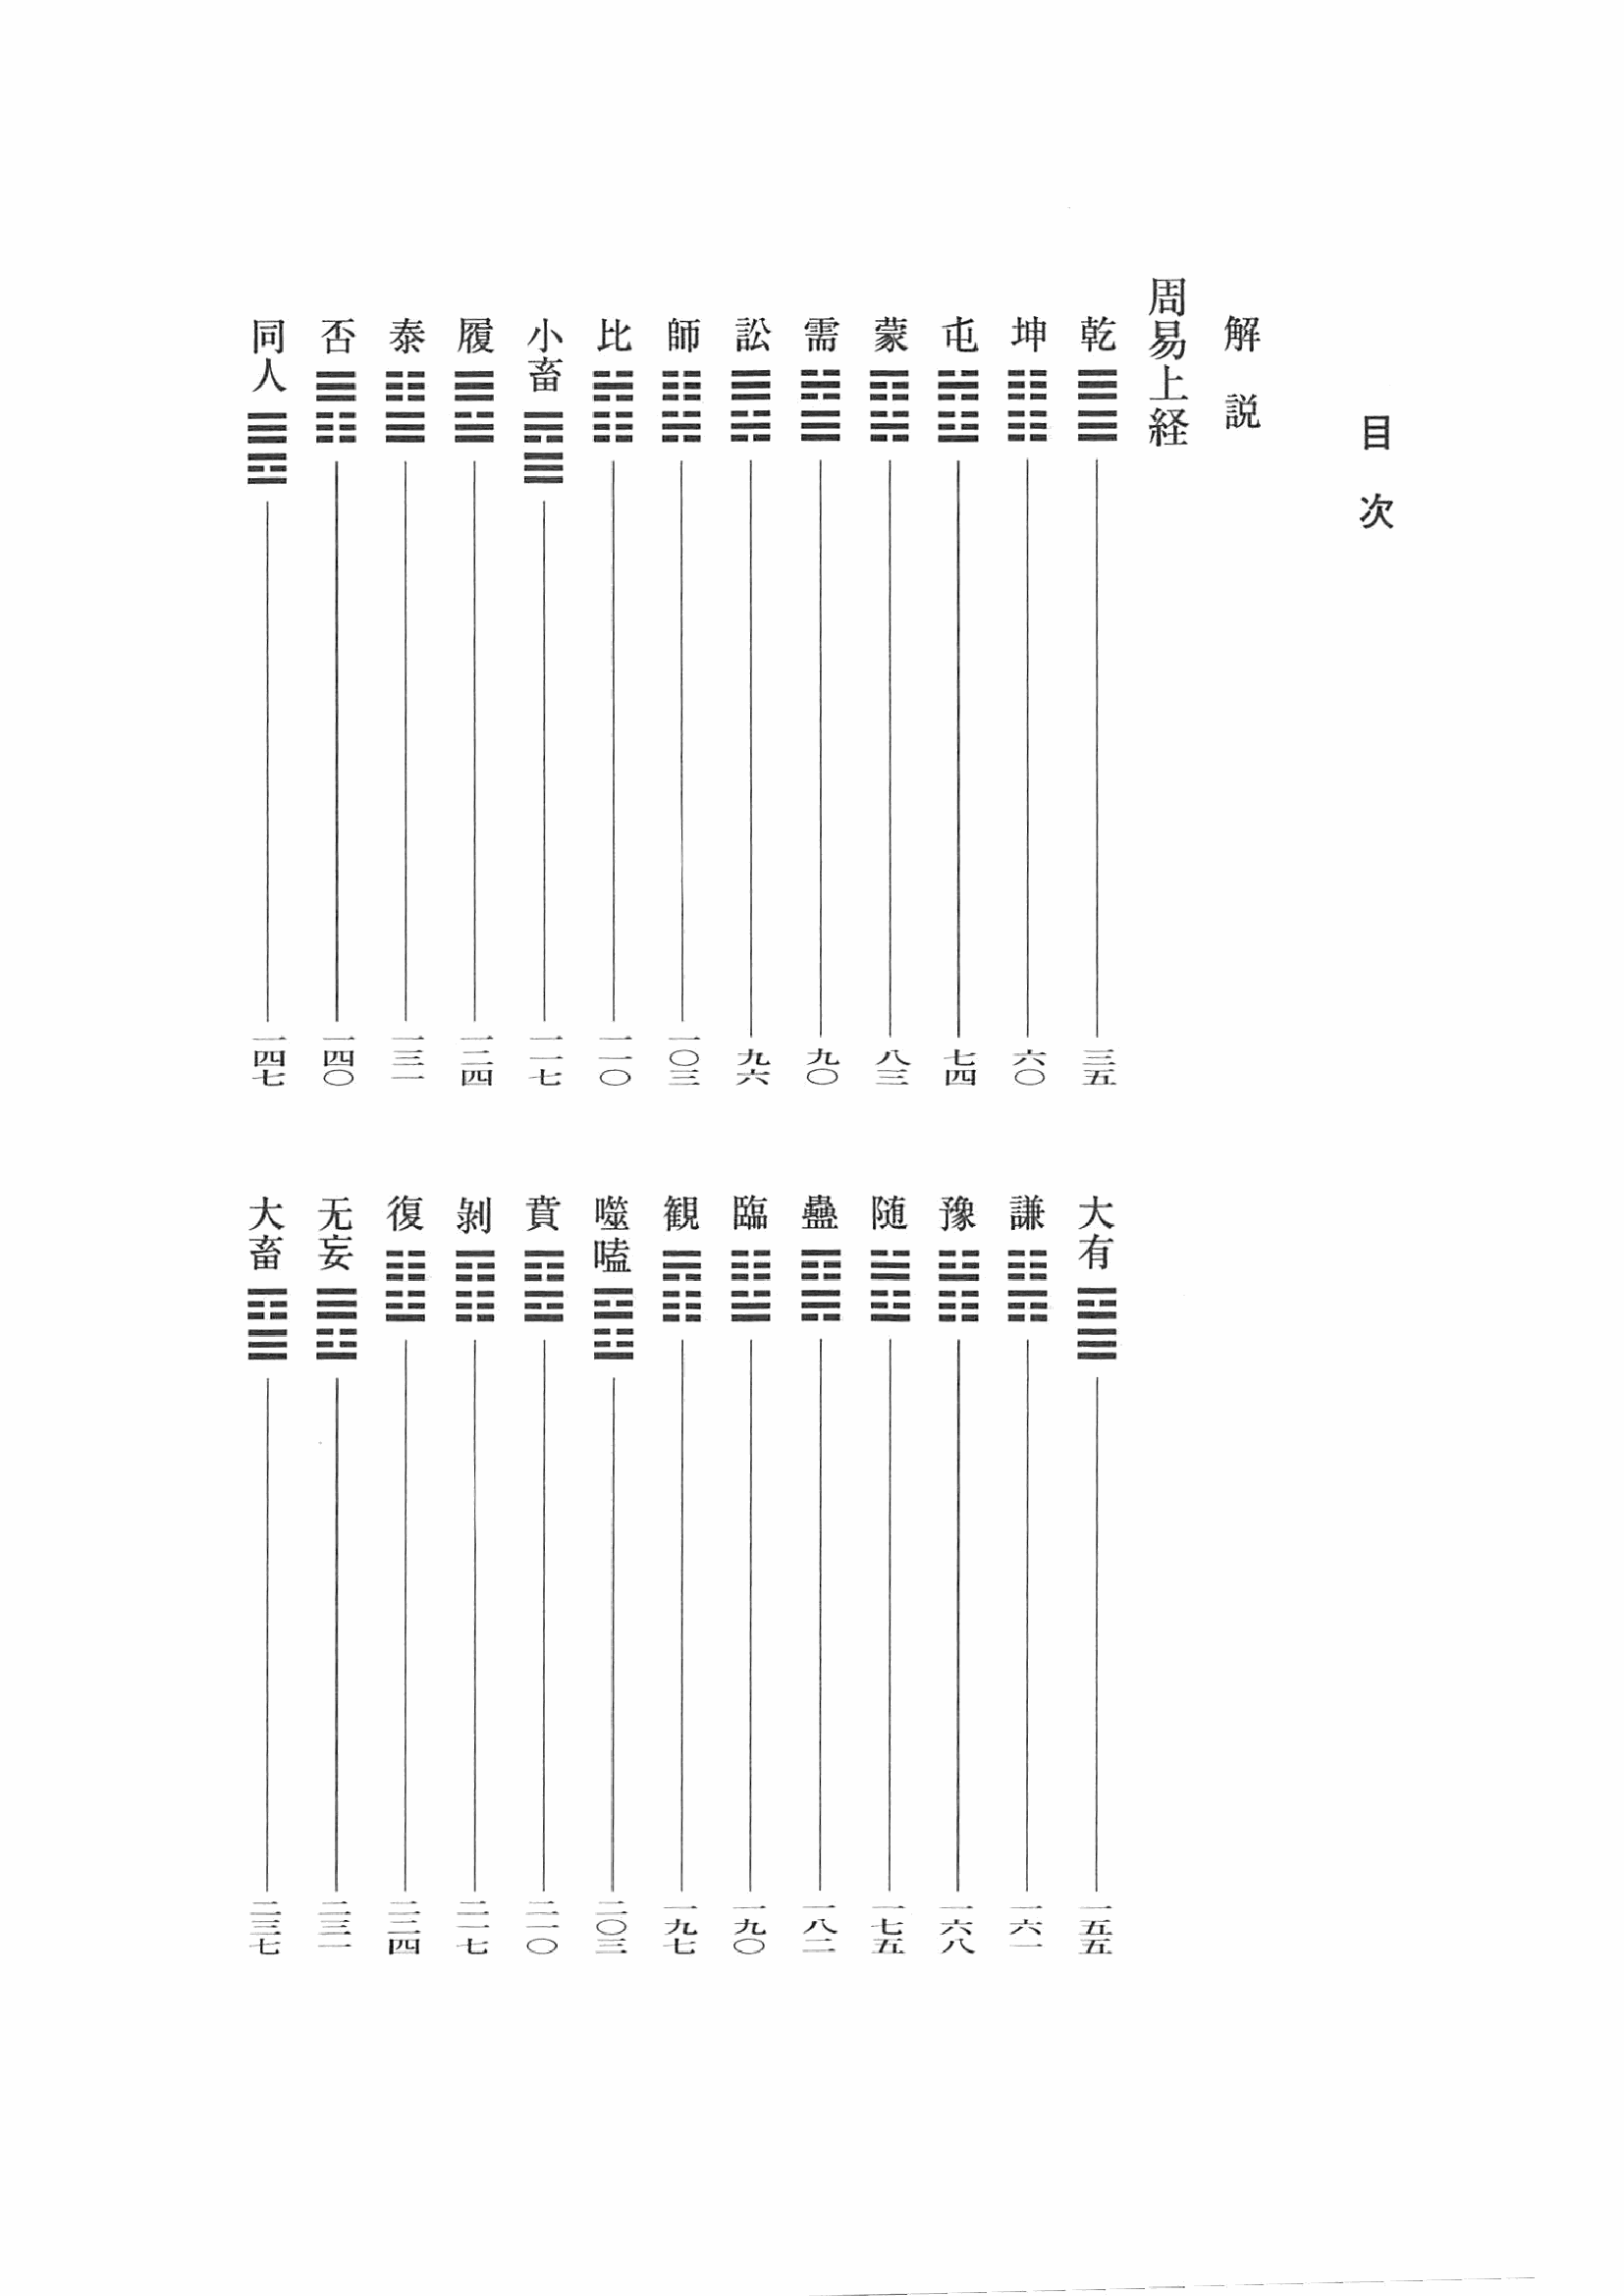 目次
解説
周易上経
乾 ䷀ 三五
坤 ䷁ 六〇
屯 ䷂ 七四
蒙 ䷃ 八三
需 ䷄ 九〇
訟 ䷅ 九六
師 ䷆ 一〇三
比 ䷇ 一一〇
小畜 ䷈ 一一七
履 ䷉ 一二四
泰 ䷊ 一三一
否 ䷋ 一四〇
同人 ䷌ 一四七
大有 ䷍ 一五五
謙 ䷎ 一六一
豫 ䷏ 一六八
随 ䷐ 一七五
蠱 ䷑ 一八二
臨 ䷒ 一九〇
観 ䷓ 一九七
噬嗑 ䷔ 二〇三
賁 ䷕ 二一〇
剝 ䷖ 二一七
復 ䷗ 二二四
无妄 ䷘ 二三一
大畜 ䷙ 二三七